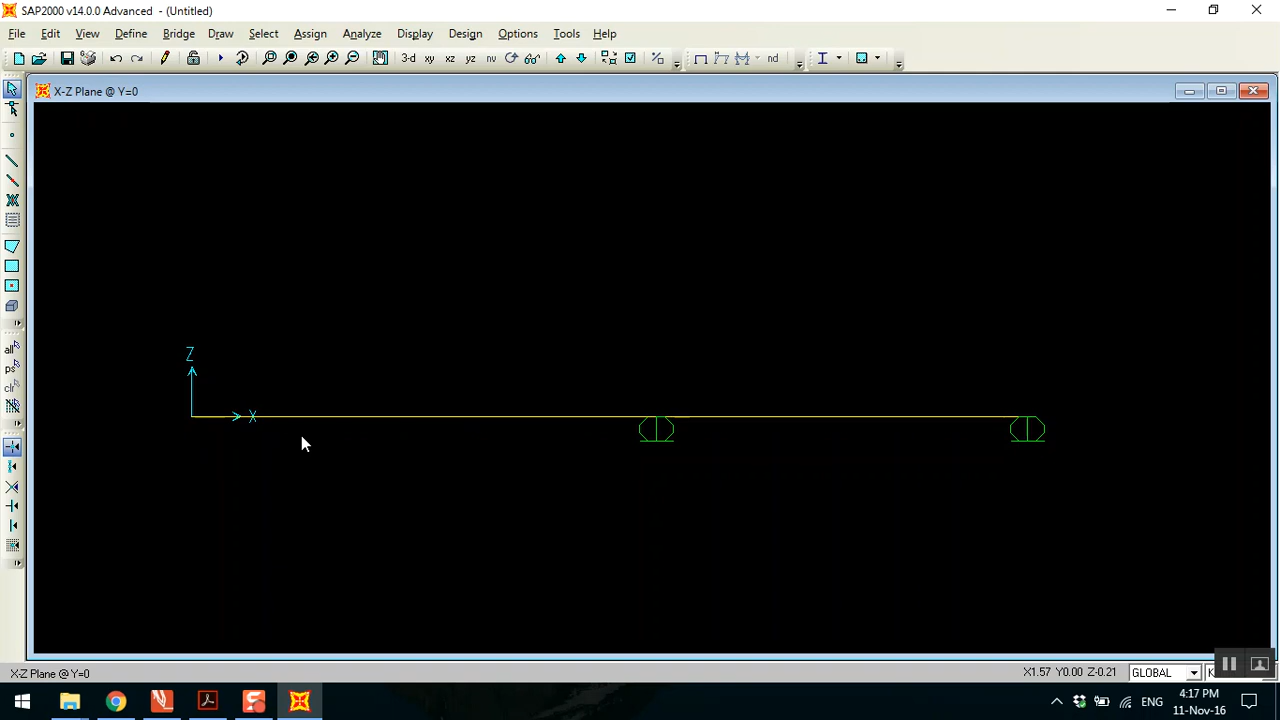 SAP2000 v14.0.0 Advanced - (Untitled)
File Edit View Define Bridge Draw Select Assign Analyze Display Design Options Tools Help
3-d xy xz yz nv nd
X-Z Plane @ Y=0
all
ps
clr
Z
X
X-Z Plane @ Y=0
X1.57 Y0.00 Z-0.21
GLOBAL
K
ENG
4:17 PM
11-Nov-16